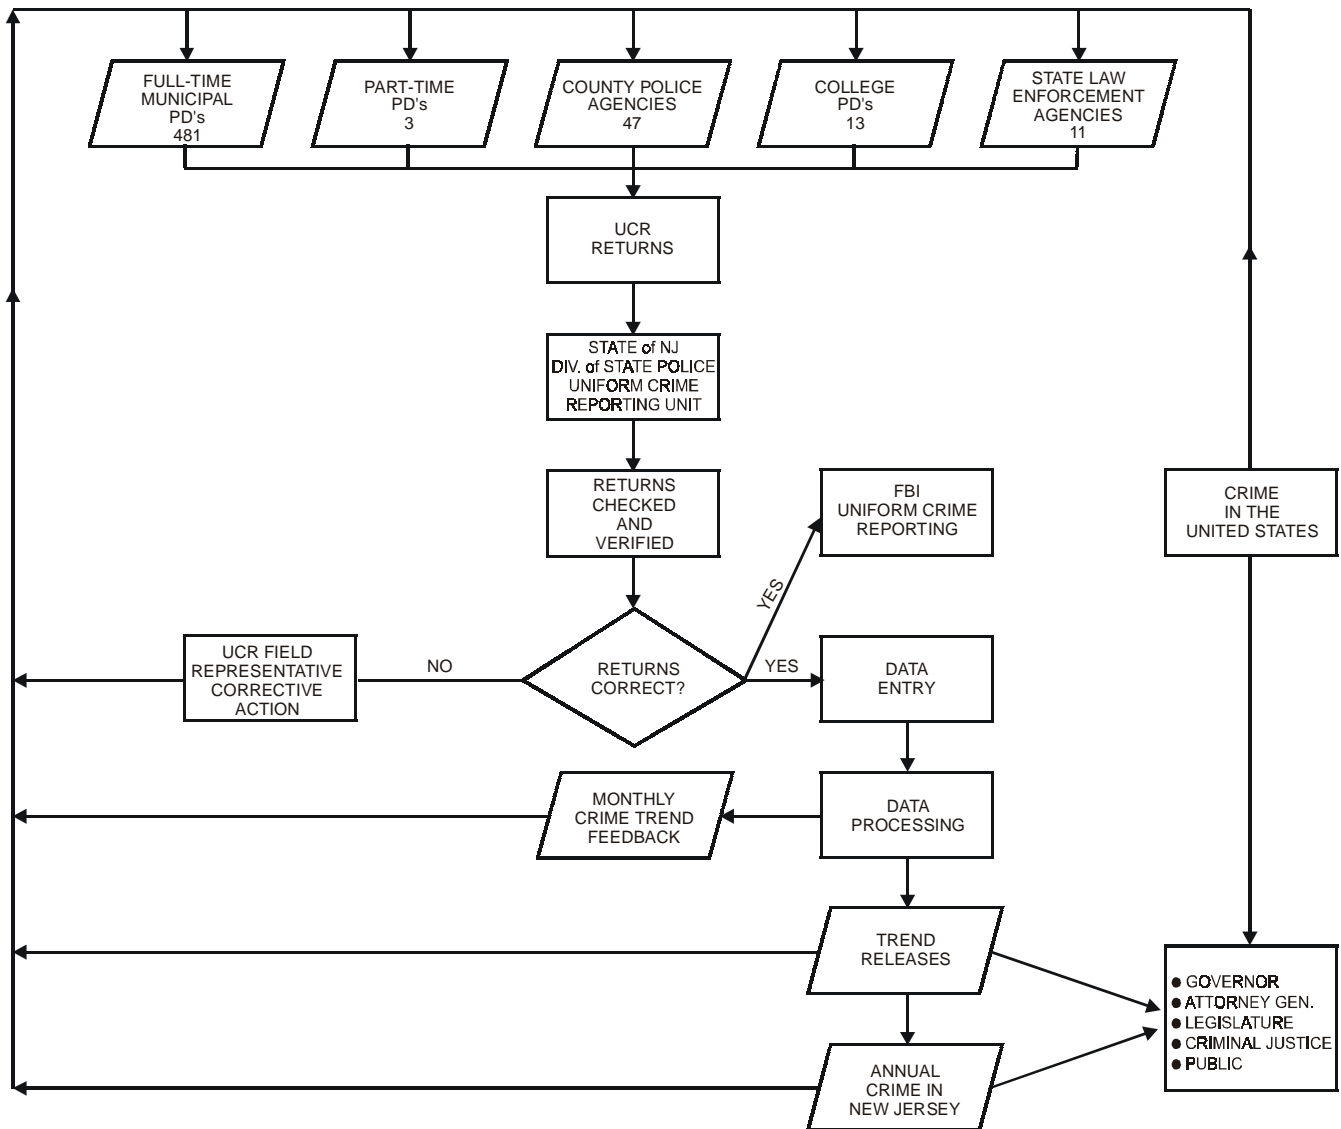 FULL-TIME
MUNICIPAL
PD's
481
PART-TIME
PD's
3
COUNTY POLICE
AGENCIES
47
COLLEGE
PD's
13
STATE LAW
ENFORCEMENT
AGENCIES
11
UCR
RETURNS
STATE of NJ
DIV. of STATE POLICE
UNIFORM CRIME
REPORTING UNIT
RETURNS
CHECKED
AND
VERIFIED
FBI
UNIFORM CRIME
REPORTING
CRIME
IN THE
UNITED STATES
YES
UCR FIELD
REPRESENTATIVE
CORRECTIVE
ACTION
NO
RETURNS
CORRECT?
YES
DATA
ENTRY
MONTHLY
CRIME TREND
FEEDBACK
DATA
PROCESSING
TREND
RELEASES
● GOVERNOR
● ATTORNEY GEN.
● LEGISLATURE
● CRIMINAL JUSTICE
● PUBLIC
ANNUAL
CRIME IN
NEW JERSEY